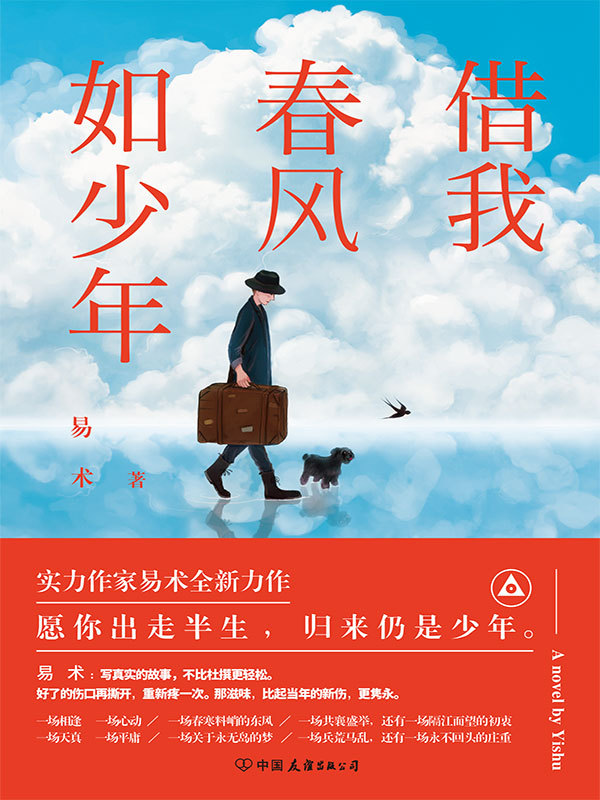 借我
春风
如少年
易术 著
实力作家易术全新力作
愿你出走半生，归来仍是少年。
易 术：写真实的故事，不比杜撰更轻松。
好了的伤口再撕开，重新疼一次。那滋味，比起当年的新伤，更隽永。
一场相逢 一场心动 ／ 一场春寒料峭的东风 ／ 一场共襄盛举，还有一场隔江而望的初衷
一场天真 一场平庸 ／ 一场关于永无岛的梦 ／ 一场兵荒马乱，还有一场永不回头的庄重
A novel by Yishu
中国友谊出版公司